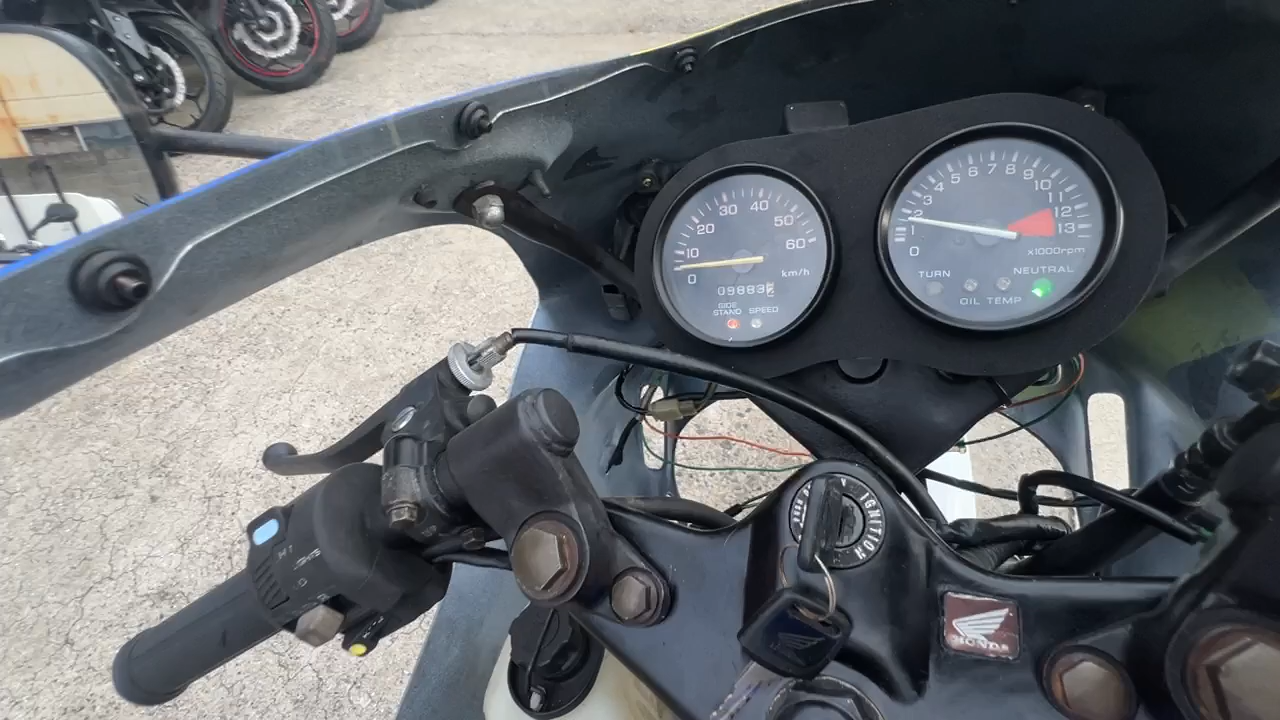 0
10
20
30
40
50
60
km/h
09883
SIDE
STAND SPEED
0
1
2
3
4
5
6
7
8
9
10
11
12
13
x1000rpm
TURN
NEUTRAL
OIL TEMP
IGNITION
HI
HONDA